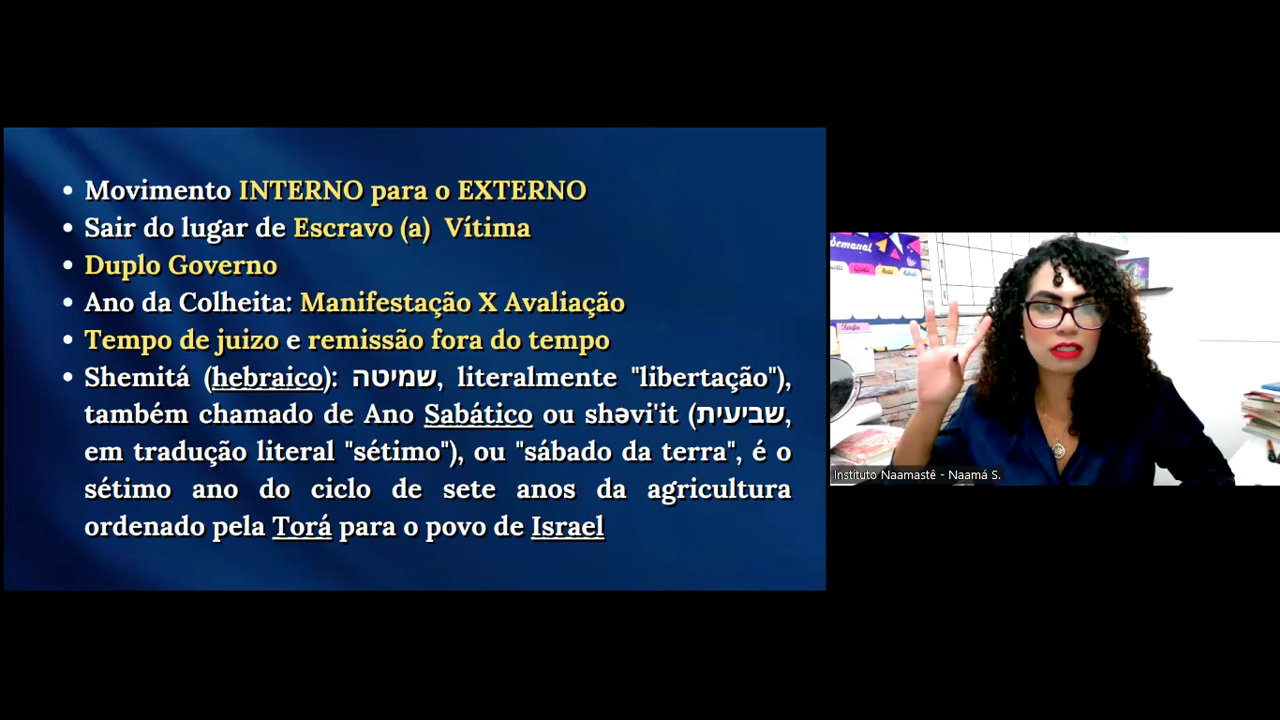 • Movimento INTERNO para o EXTERNO
• Sair do lugar de Escravo (a) Vítima
• Duplo Governo
• Ano da Colheita: Manifestação X Avaliação
• Tempo de juizo e remissão fora do tempo
• Shemitá (hebraico): שמיטה, literalmente "libertação"),
também chamado de Ano Sabático ou shəvi'it (שביעית,
em tradução literal "sétimo"), ou "sábado da terra", é o
sétimo ano do ciclo de sete anos da agricultura
ordenado pela Torá para o povo de Israel
Semanal
Instituto Naamastê - Naamá S.